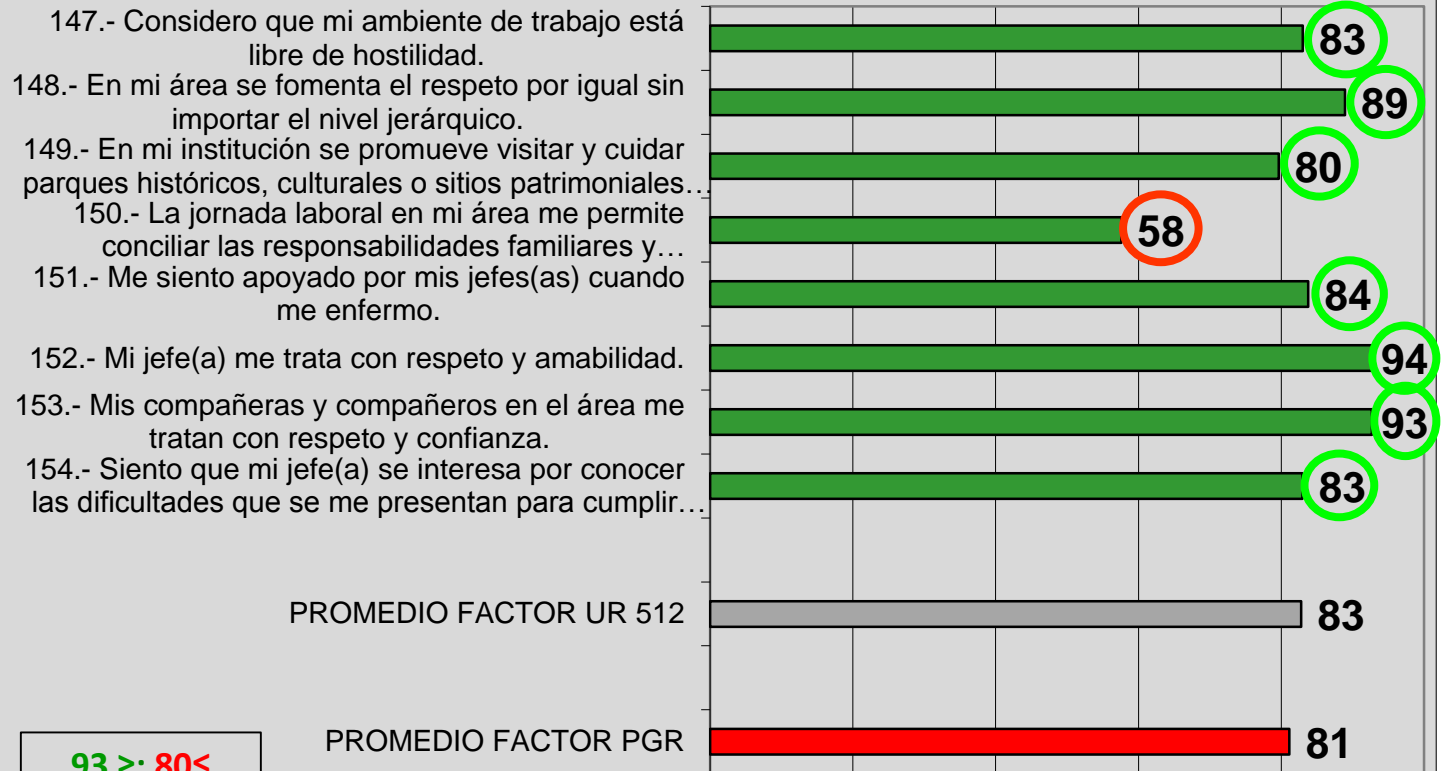 147.- Considero que mi ambiente de trabajo está
libre de hostilidad.
83
148.- En mi área se fomenta el respeto por igual sin
importar el nivel jerárquico.
89
149.- En mi institución se promueve visitar y cuidar
parques históricos, culturales o sitios patrimoniales…
80
150.- La jornada laboral en mi área me permite
conciliar las responsabilidades familiares y…
58
151.- Me siento apoyado por mis jefes(as) cuando
me enfermo.
84
152.- Mi jefe(a) me trata con respeto y amabilidad.
94
153.- Mis compañeras y compañeros en el área me
tratan con respeto y confianza.
93
154.- Siento que mi jefe(a) se interesa por conocer
las dificultades que se me presentan para cumplir…
83
PROMEDIO FACTOR UR 512
83
PROMEDIO FACTOR PGR
81
93 >; 80<